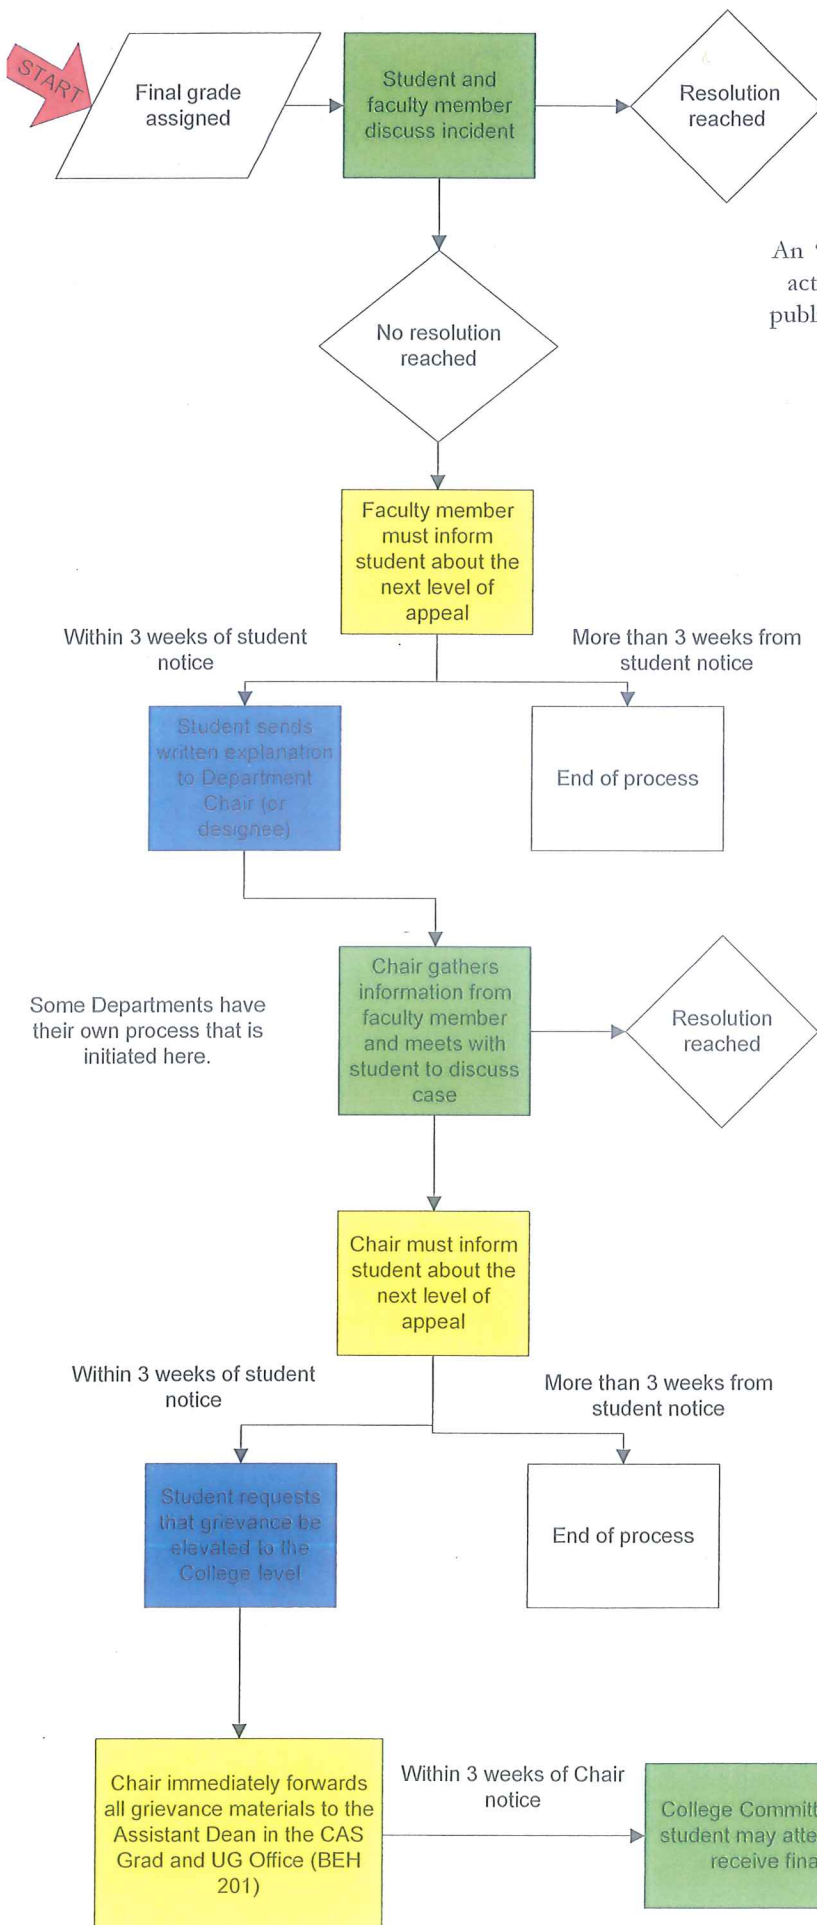 START
Final grade
assigned
Student and
faculty member
discuss incident
Resolution
reached
An
act
publi
No resolution
reached
Faculty member
must inform
student about the
next level of
appeal
Within 3 weeks of student
notice
More than 3 weeks from
student notice
Student sends
written explanation
to Department
Chair (or
designee)
End of process
Some Departments have
their own process that is
initiated here.
Chair gathers
information from
faculty member
and meets with
student to discuss
case
Resolution
reached
Chair must inform
student about the
next level of
appeal
Within 3 weeks of student
notice
More than 3 weeks from
student notice
Student requests
that grievance be
elevated to the
College level
End of process
Chair immediately forwards
all grievance materials to the
Assistant Dean in the CAS
Grad and UG Office (BEH
201)
Within 3 weeks of Chair
notice
College Committ
student may atte
receive fina